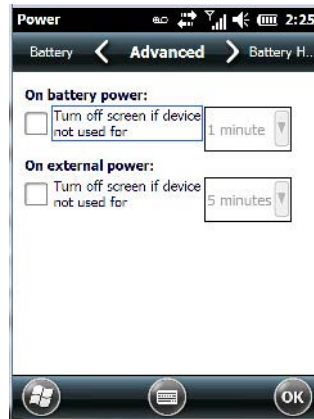 Power 2:25
Battery Advanced Battery H..
On battery power:
Turn off screen if device
not used for
1 minute
On external power:
Turn off screen if device
not used for
5 minutes
OK